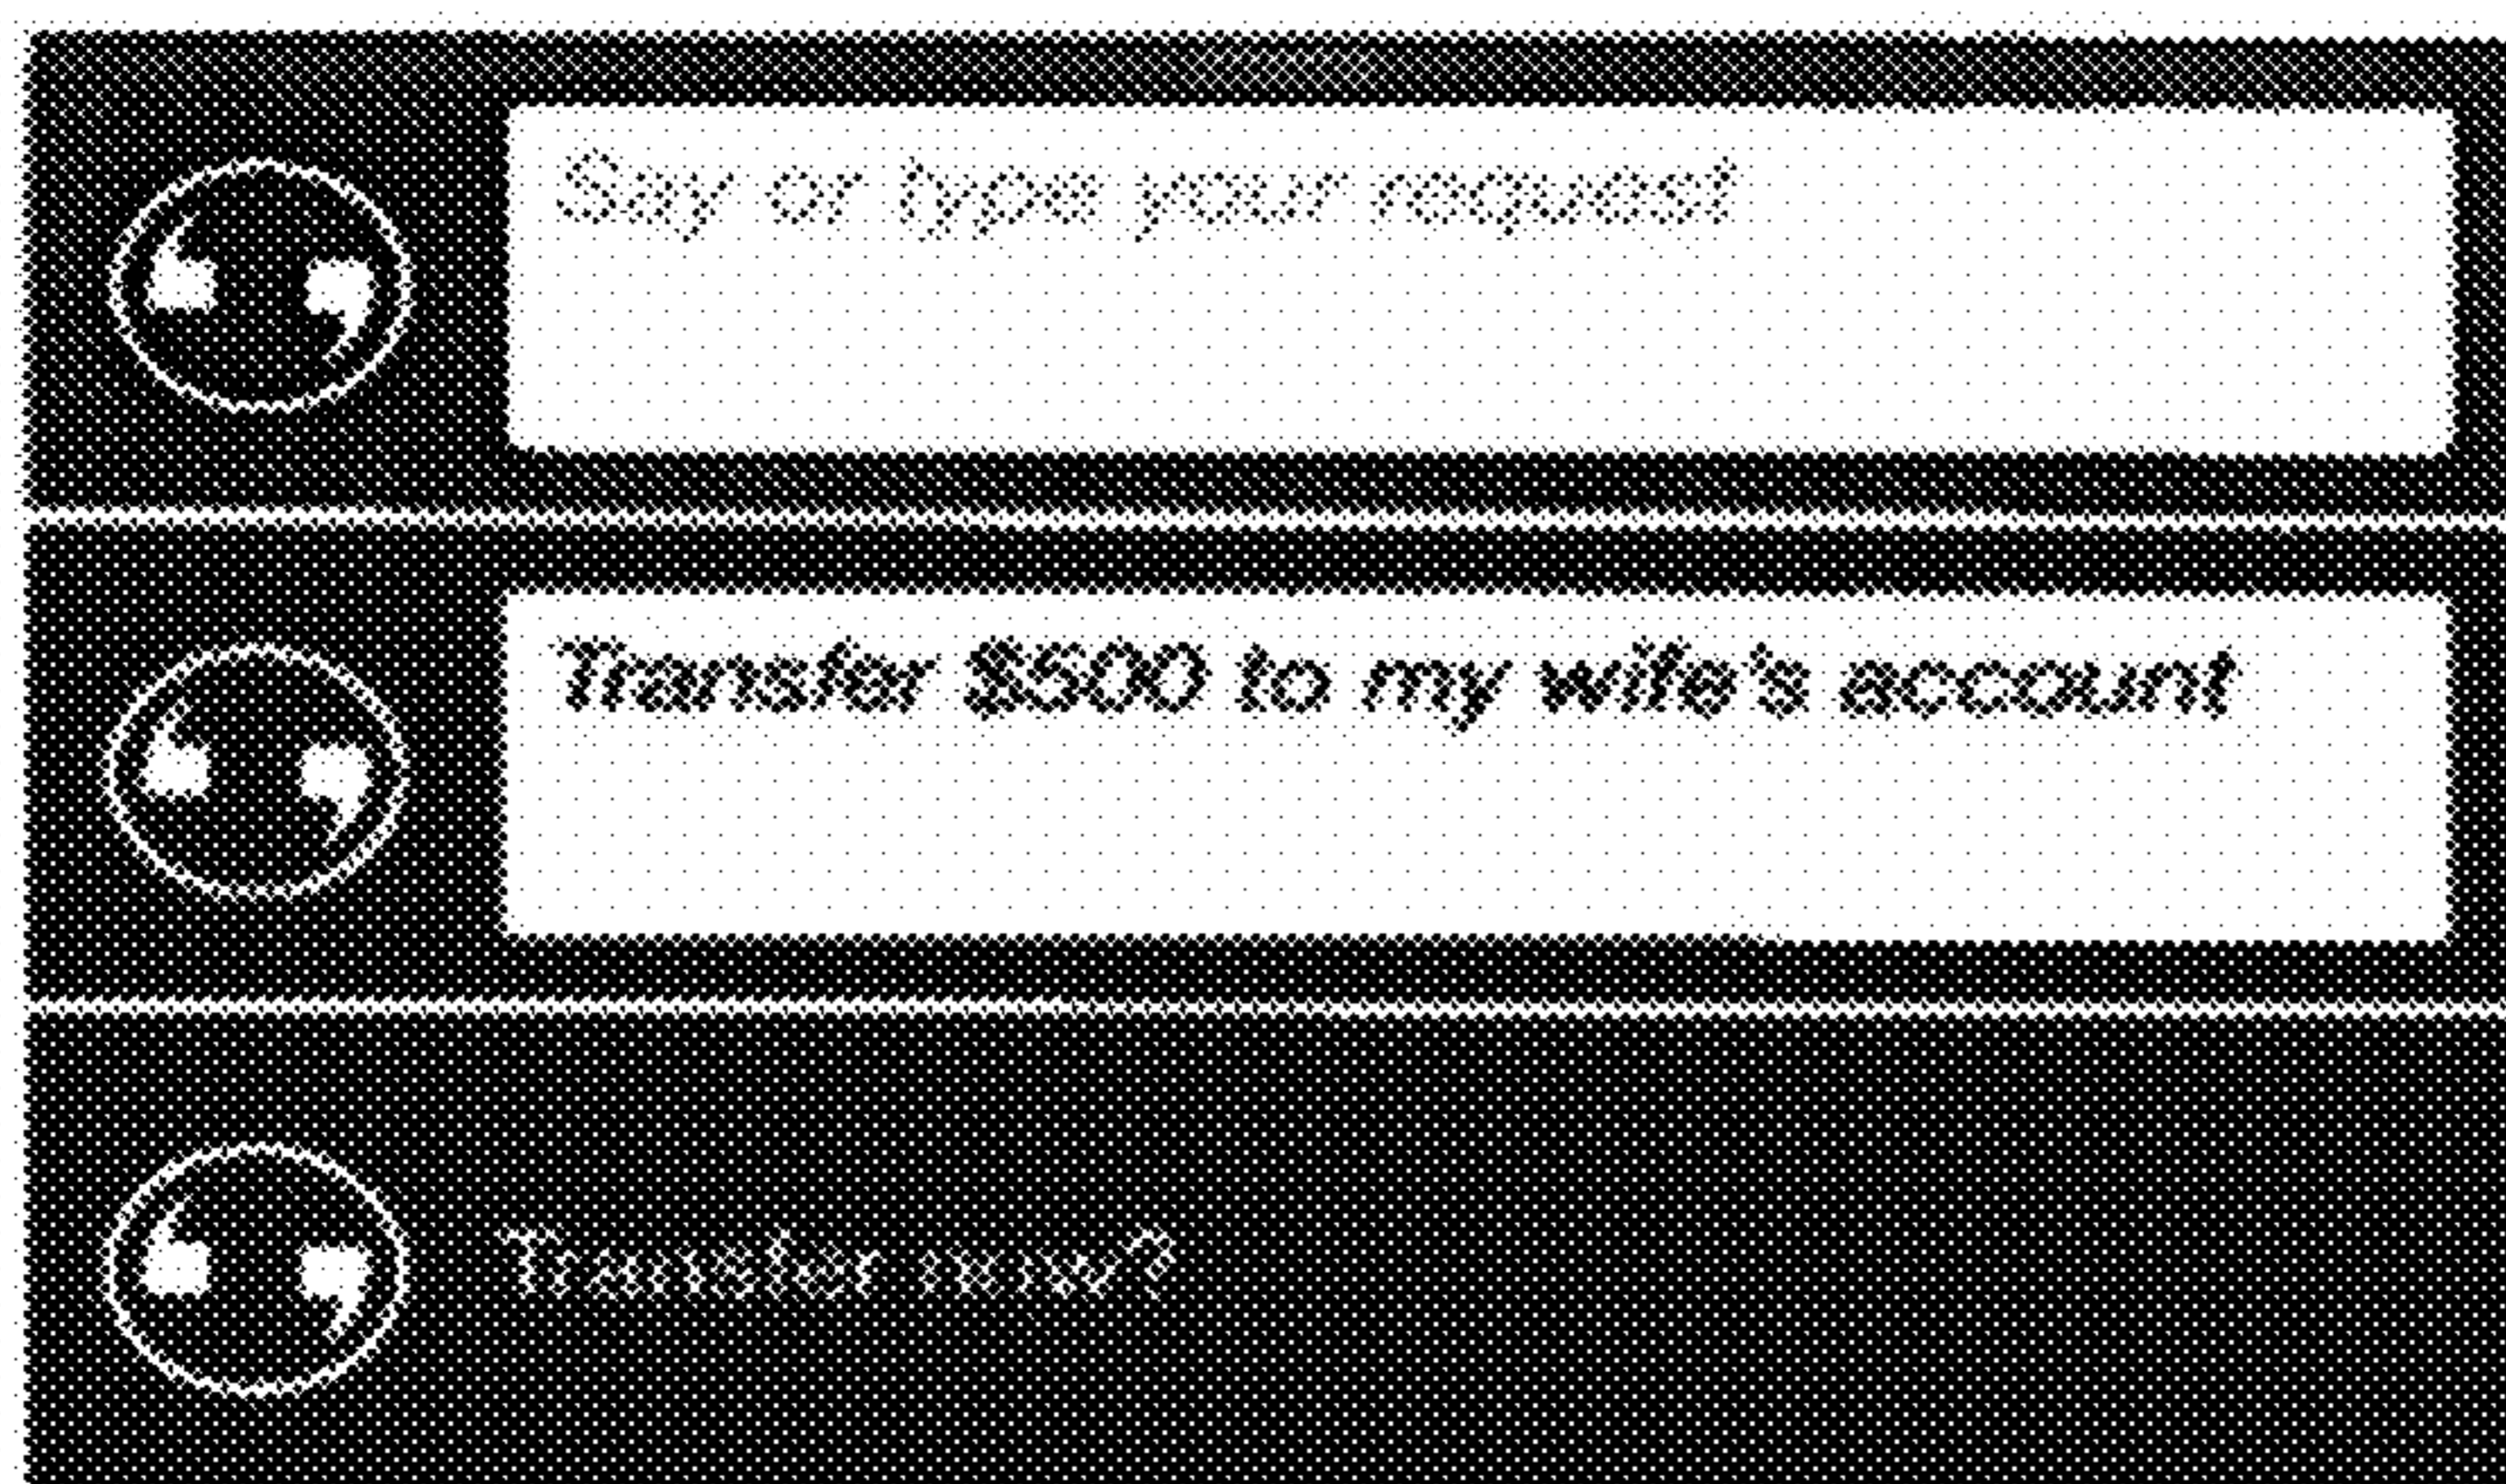 Say or type your request
Transfer $500 to my wife's account
Transfer now?